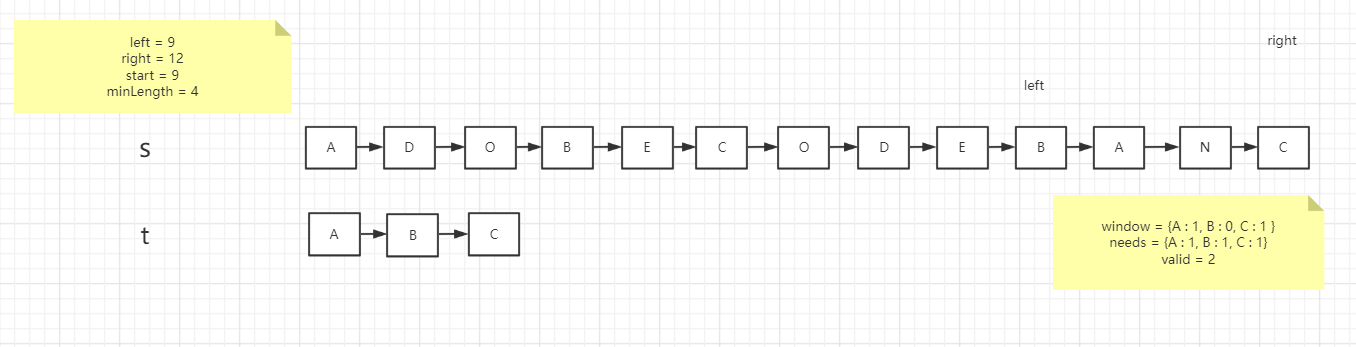 left = 9
right = 12
start = 9
minLength = 4
right
left
s
A D O B E C O D E B A N C
t
A B C
window = {A : 1, B : 0, C : 1 }
needs = {A : 1, B : 1, C : 1}
valid = 2